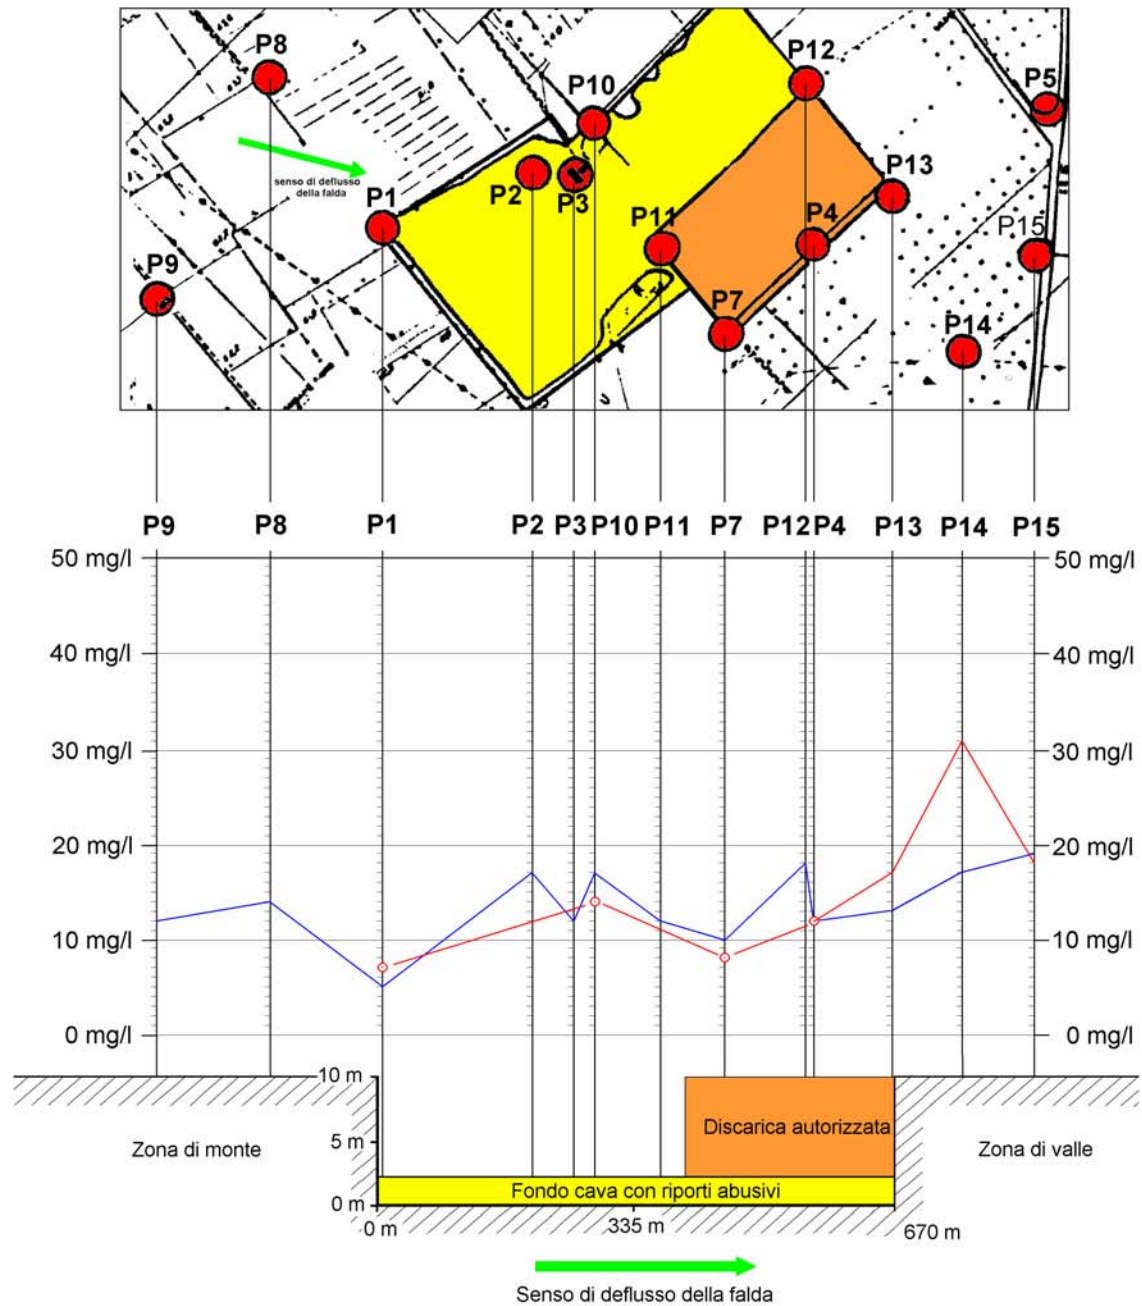 P8
P12
P10
P5
senso di deflusso
della falda
P2
P3
P13
P1
P11
P4
P15
P9
P7
P14
P9 P8 P1 P2 P3 P10 P11 P7 P12 P4 P13 P14 P15
50 mg/l 50 mg/l
40 mg/l 40 mg/l
30 mg/l 30 mg/l
20 mg/l 20 mg/l
10 mg/l 10 mg/l
0 mg/l 0 mg/l
10 m
Discarica autorizzata
5 m
Zona di monte Zona di valle
Fondo cava con riporti abusivi
0 m
0 m 335 m 670 m
Senso di deflusso della falda